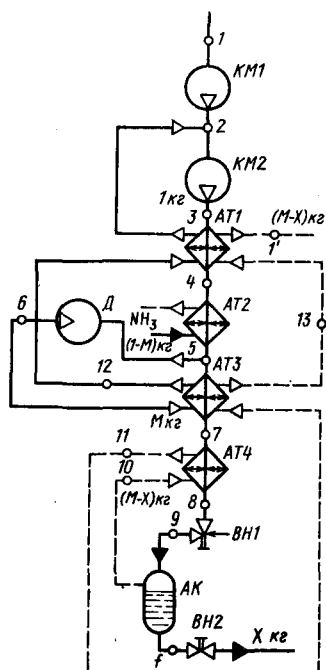 1
КМ1
2
КМ2
1кг
3
АТ1
(М-Х)кг
1'
4
6
Д
АТ2
NH3
(1-М)кг
13
5
АТ3
12
Мкг
7
11
АТ4
10
(М-Х)кг
8
9
ВН1
АК
ВН2
Х кг
f